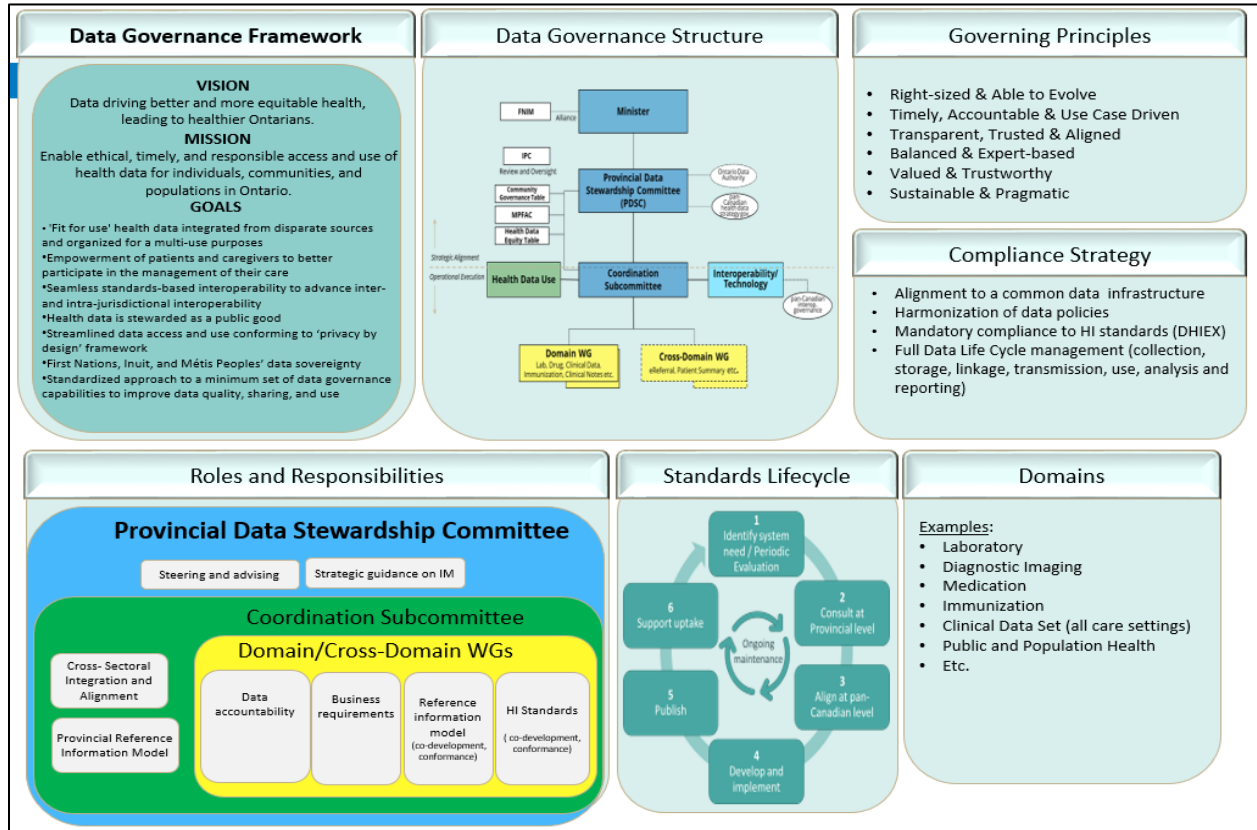 Data Governance Framework
VISION
Data driving better and more equitable health,
leading to healthier Ontarians.
MISSION
Enable ethical, timely, and responsible access and use of
health data for individuals, communities, and
populations in Ontario.
GOALS
• 'Fit for use' health data integrated from disparate sources
and organized for a multi-use purposes
•Empowerment of patients and caregivers to better
participate in the management of their care
•Seamless standards-based interoperability to advance inter-
and intra-jurisdictional interoperability
•Health data is stewarded as a public good
•Streamlined data access and use conforming to ‘privacy by
design’ framework
•First Nations, Inuit, and Métis Peoples’ data sovereignty
•Standardized approach to a minimum set of data governance
capabilities to improve data quality, sharing, and use
Data Governance Structure
FNIM
Alliance
Minister
IPC
Review and Oversight
Community
Governance Table
MPFAC
Health Data
Equity Table
Provincial Data
Stewardship Committee
(PDSC)
Ontario Data
Authority
pan-
Canadian
health data
strategy gov
Strategic Alignment
Operational Execution
Health Data Use
Coordination
Subcommittee
Interoperability/
Technology
pan-Canadian
interop.
governance
Domain WG
Lab, Drug, Clinical Data,
Immunization, Clinical Notes etc.
Cross-Domain WG
eReferral, Patient Summary etc.
Governing Principles
• Right-sized & Able to Evolve
• Timely, Accountable & Use Case Driven
• Transparent, Trusted & Aligned
• Balanced & Expert-based
• Valued & Trustworthy
• Sustainable & Pragmatic
Compliance Strategy
• Alignment to a common data infrastructure
• Harmonization of data policies
• Mandatory compliance to HI standards (DHIEX)
• Full Data Life Cycle management (collection,
storage, linkage, transmission, use, analysis and
reporting)
Roles and Responsibilities
Provincial Data Stewardship Committee
Steering and advising
Strategic guidance on IM
Coordination Subcommittee
Cross- Sectoral
Integration and
Alignment
Provincial Reference
Information Model
Domain/Cross-Domain WGs
Data
accountability
Business
requirements
Reference
information
model
(co-development,
conformance)
HI Standards
( co-development,
conformance)
Standards Lifecycle
1
Identify system
need / Periodic
Evaluation
2
Consult at
Provincial level
3
Align at pan-
Canadian level
4
Develop and
implement
5
Publish
6
Support uptake
Ongoing
maintenance
Domains
Examples:
• Laboratory
• Diagnostic Imaging
• Medication
• Immunization
• Clinical Data Set (all care settings)
• Public and Population Health
• Etc.